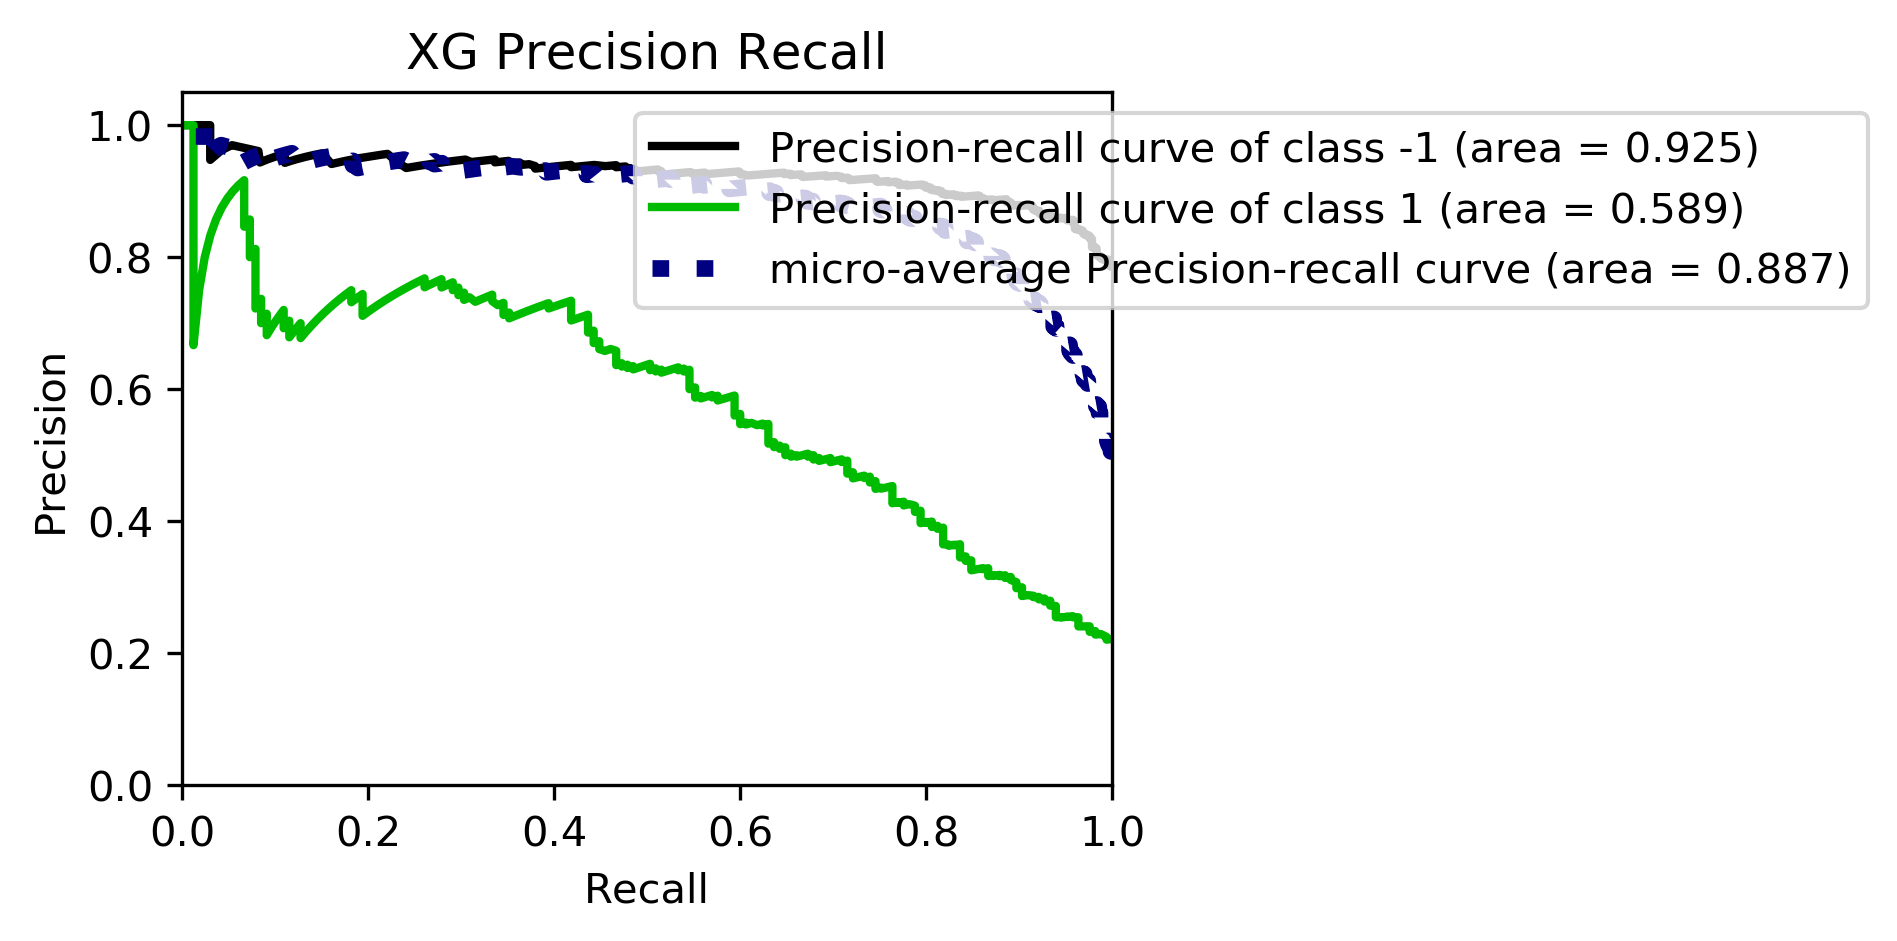 XG Precision Recall
Precision-recall curve of class -1 (area = 0.925)
Precision-recall curve of class 1 (area = 0.589)
micro-average Precision-recall curve (area = 0.887)
Precision
1.0
0.8
0.6
0.4
0.2
0.0
0.0 0.2 0.4 0.6 0.8 1.0
Recall